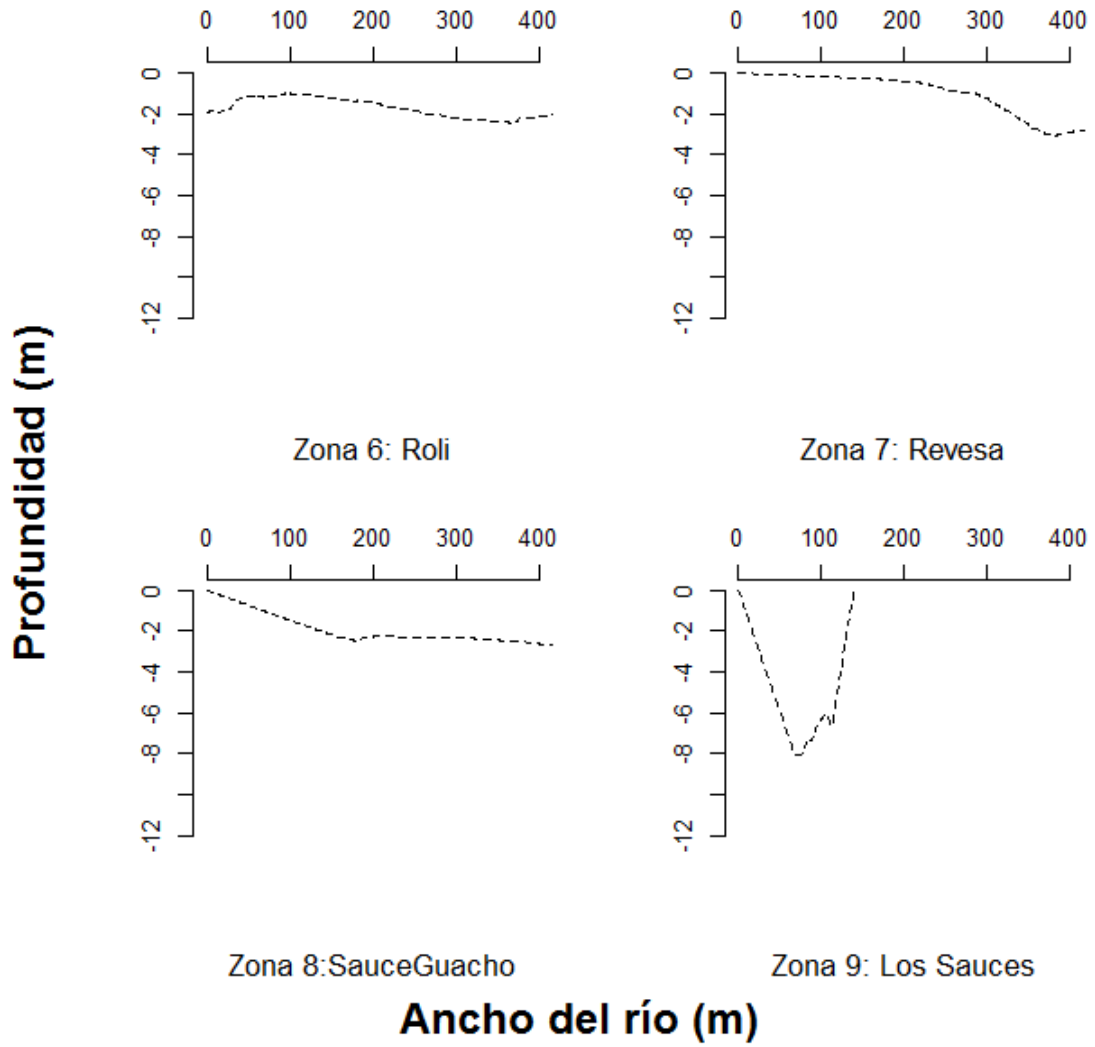 0 100 200 300 400
0 100 200 300 400
0
-2
-4
-6
-8
-12
0
-2
-4
-6
-8
-12
Zona 6: Roli
Zona 7: Revesa
Profundidad (m)
0 100 200 300 400
0 100 200 300 400
0
-2
-4
-6
-8
-12
0
-2
-4
-6
-8
-12
Zona 8:SauceGuacho
Zona 9: Los Sauces
Ancho del río (m)